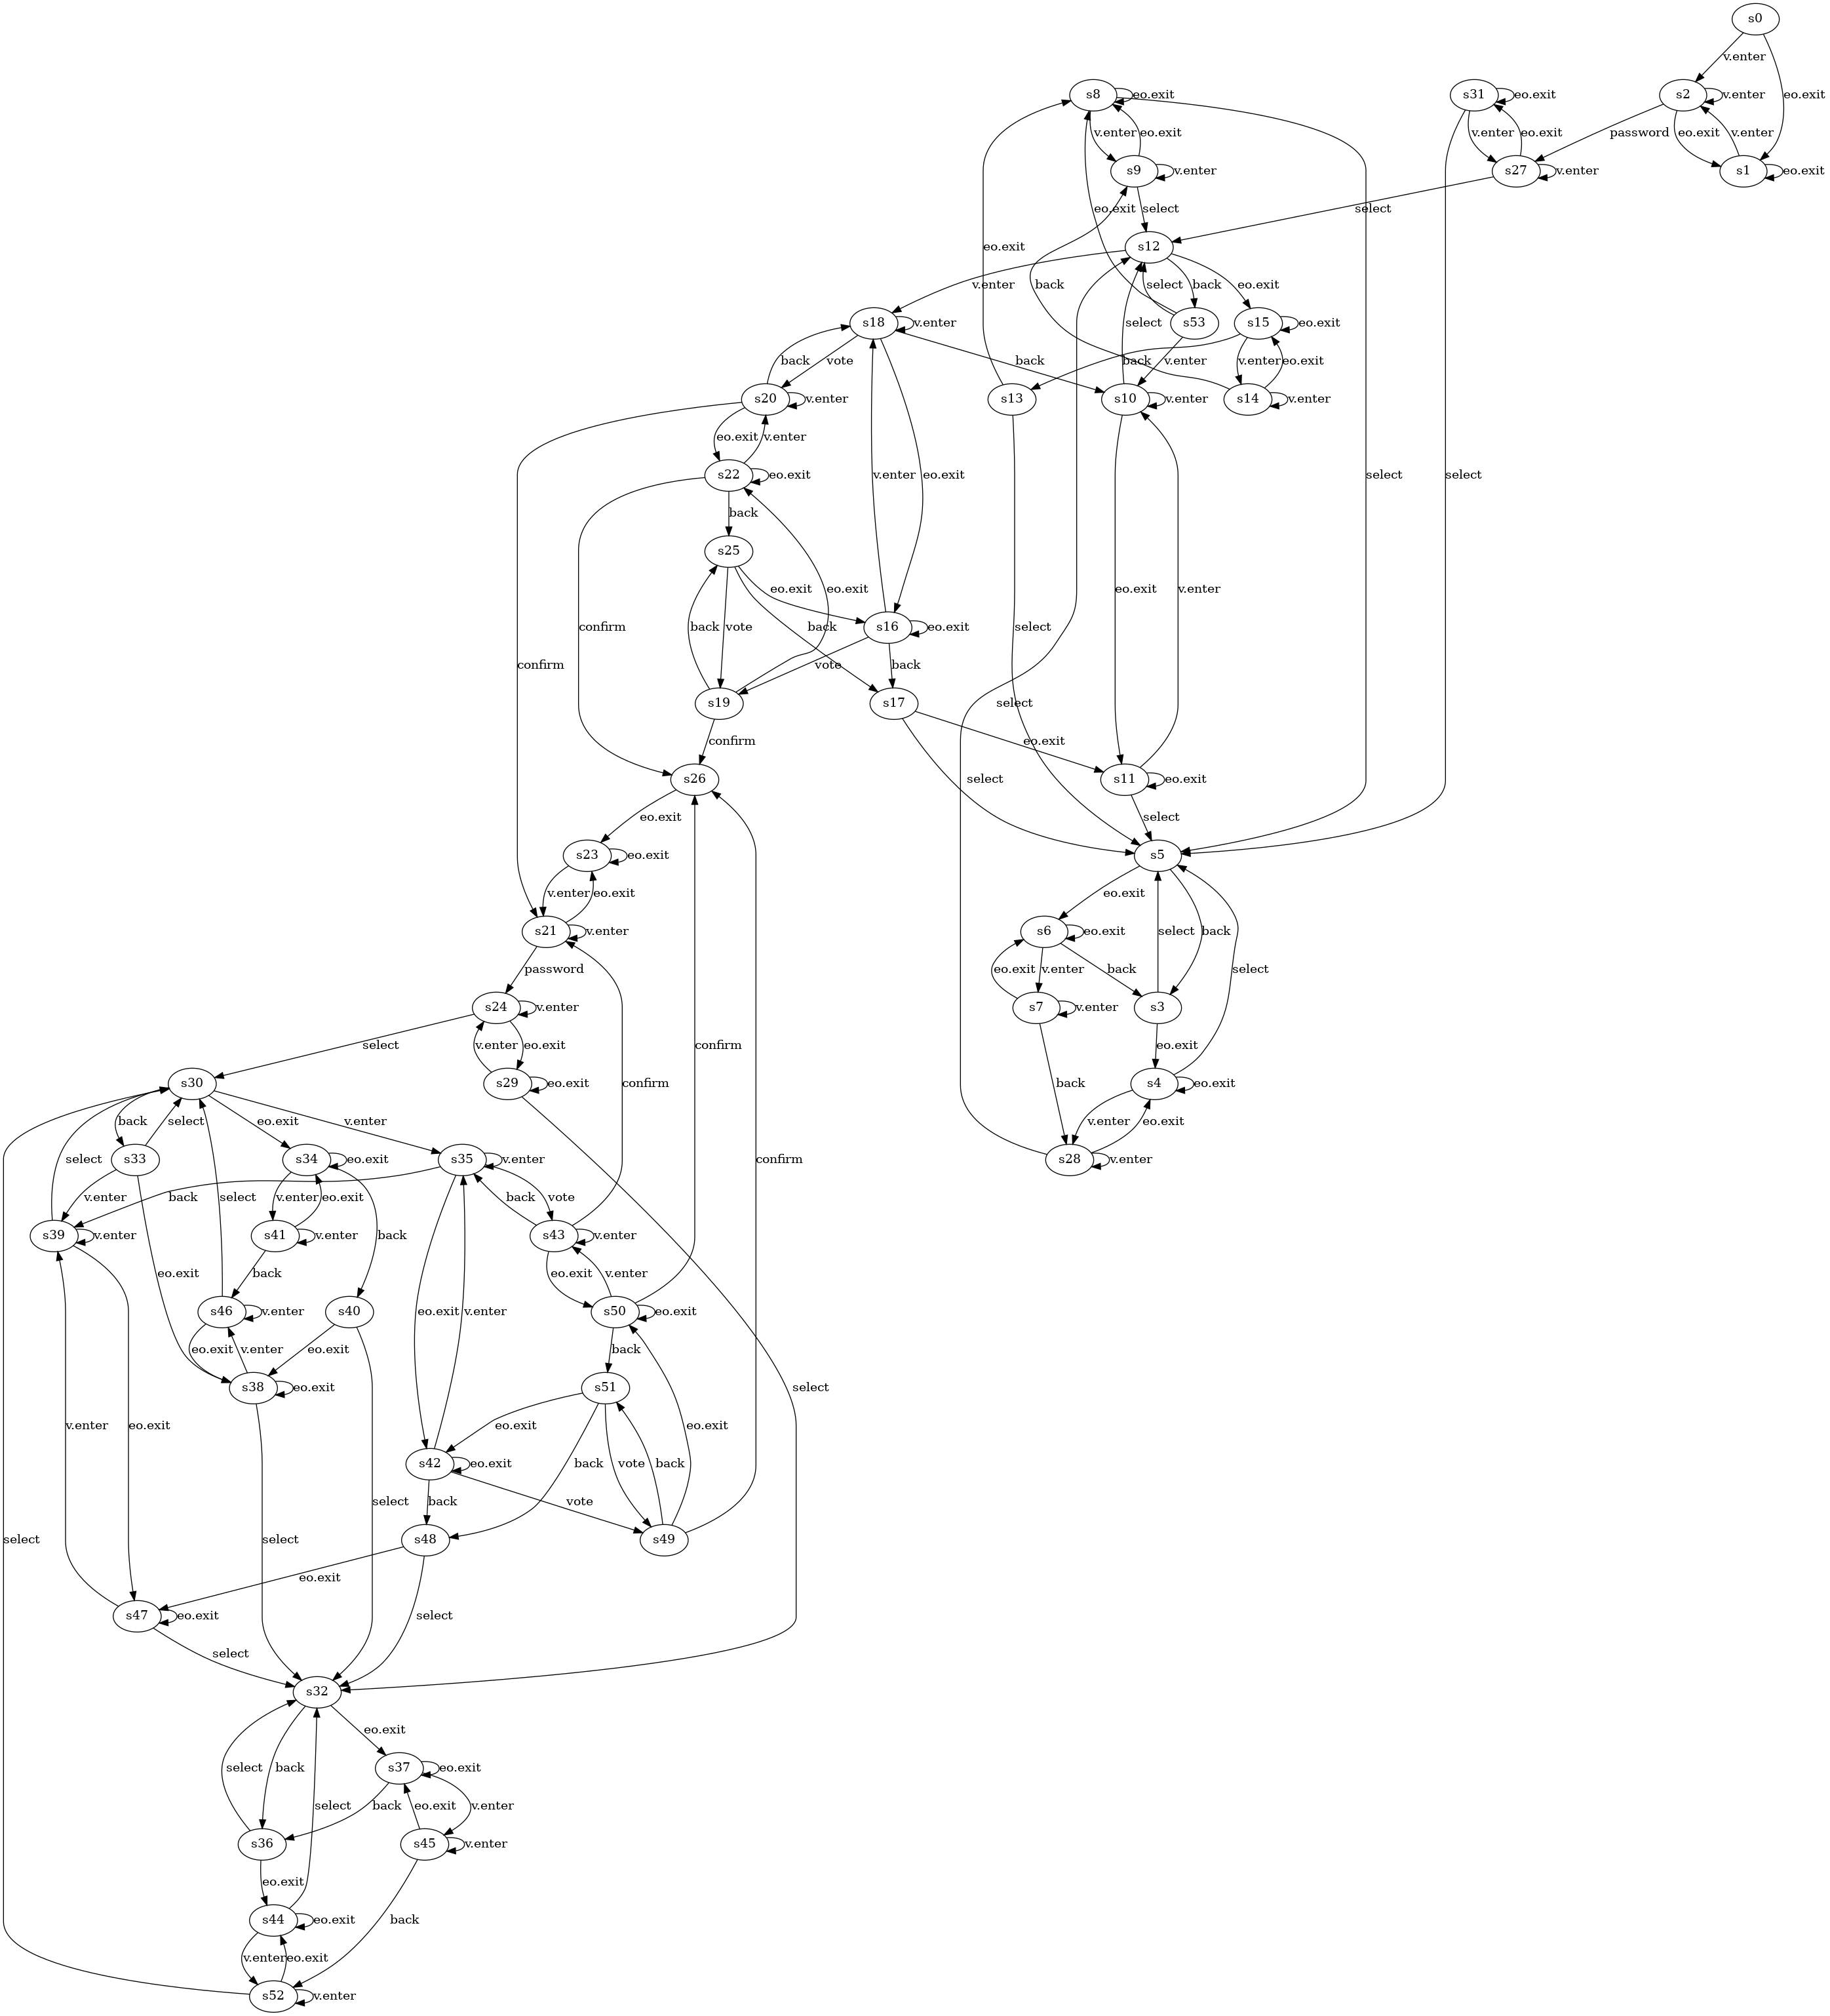 s0
v.enter
s8 eo.exit s31 eo.exit s2 v.enter eo.exit
v.enter eo.exit v.enter eo.exit password eo.exit v.enter
s9 v.enter s27 v.enter s1 eo.exit
eo.exit select select
eo.exit s12
back v.enter select back eo.exit
s18 v.enter s53 s15 eo.exit
back vote back select back v.enter v.enter eo.exit
s20 v.enter s13 s10 v.enter s14 v.enter
eo.exit v.enter
s22 eo.exit v.enter eo.exit select select
back
s25
eo.exit eo.exit eo.exit v.enter
confirm back vote back s16 eo.exit select
confirm vote back
s19 s17 select
confirm eo.exit
s26 select s11 eo.exit
eo.exit select
s23 eo.exit s5
v.enter eo.exit eo.exit
s21 v.enter s6 eo.exit select back
password eo.exit v.enter back select
s24 v.enter s7 v.enter s3
select v.enter eo.exit confirm eo.exit
s30 s29 eo.exit confirm back s4 eo.exit
back select eo.exit v.enter v.enter eo.exit
s33 s34 eo.exit s35 v.enter s28 v.enter
select v.enter select v.enter eo.exit back back vote confirm
s39 v.enter s41 v.enter back s43 v.enter
eo.exit back eo.exit v.enter
s46 v.enter s40 eo.exit v.enter s50 eo.exit
eo.exit v.enter eo.exit back
s38 eo.exit s51 select
v.enter eo.exit eo.exit eo.exit
s42 eo.exit back vote back
select back vote
select select s48 s49
eo.exit
s47 eo.exit select
select
s32
eo.exit
select back s37 eo.exit
select back eo.exit v.enter
s36 s45 v.enter
eo.exit
s44 eo.exit back
v.enter eo.exit
s52 v.enter